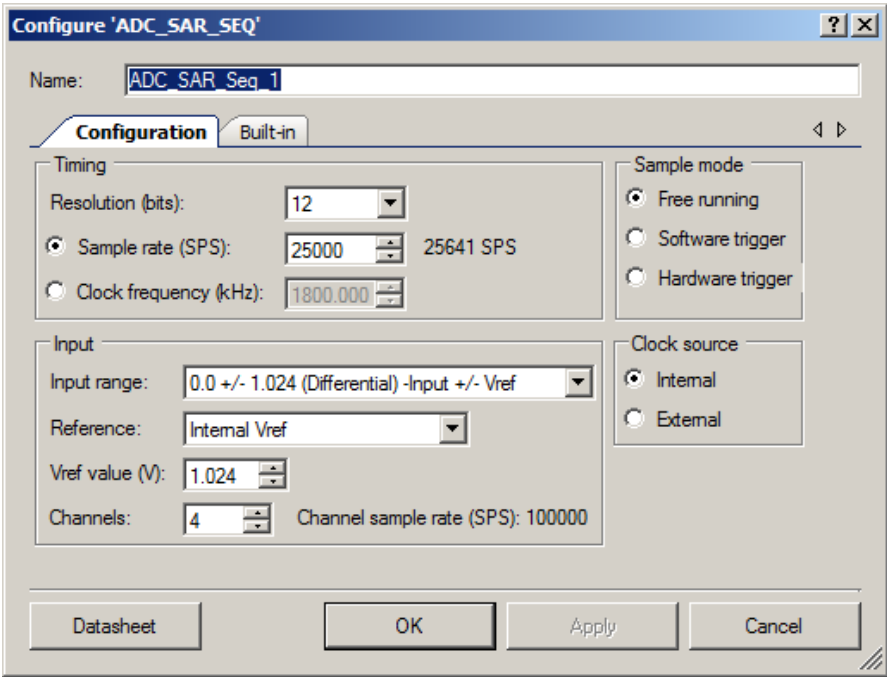 Configure 'ADC_SAR_SEQ'
Name: ADC_SAR_Seq_1
Configuration Built-in
Timing
Resolution (bits): 12
Sample rate (SPS): 25000 25641 SPS
Clock frequency (kHz): 1800.000
Sample mode
Free running
Software trigger
Hardware trigger
Input
Input range: 0.0 +/- 1.024 (Differential) -Input +/- Vref
Reference: Internal Vref
Vref value (V): 1.024
Channels: 4 Channel sample rate (SPS): 100000
Clock source
Internal
External
Datasheet OK Apply Cancel